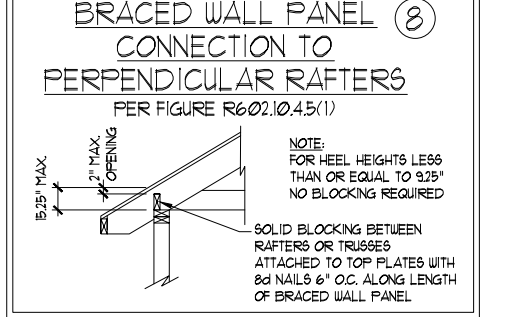 BRACED WALL PANEL
8
CONNECTION TO
PERPENDICULAR RAFTERS
PER FIGURE R602.10.4.5(1)
15.25" MAX.
2" MAX.
OPENING
NOTE:
FOR HEEL HEIGHTS LESS
THAN OR EQUAL TO 9.25"
NO BLOCKING REQUIRED
SOLID BLOCKING BETWEEN
RAFTERS OR TRUSSES
ATTACHED TO TOP PLATES WITH
8d NAILS 6" O.C. ALONG LENGTH
OF BRACED WALL PANEL